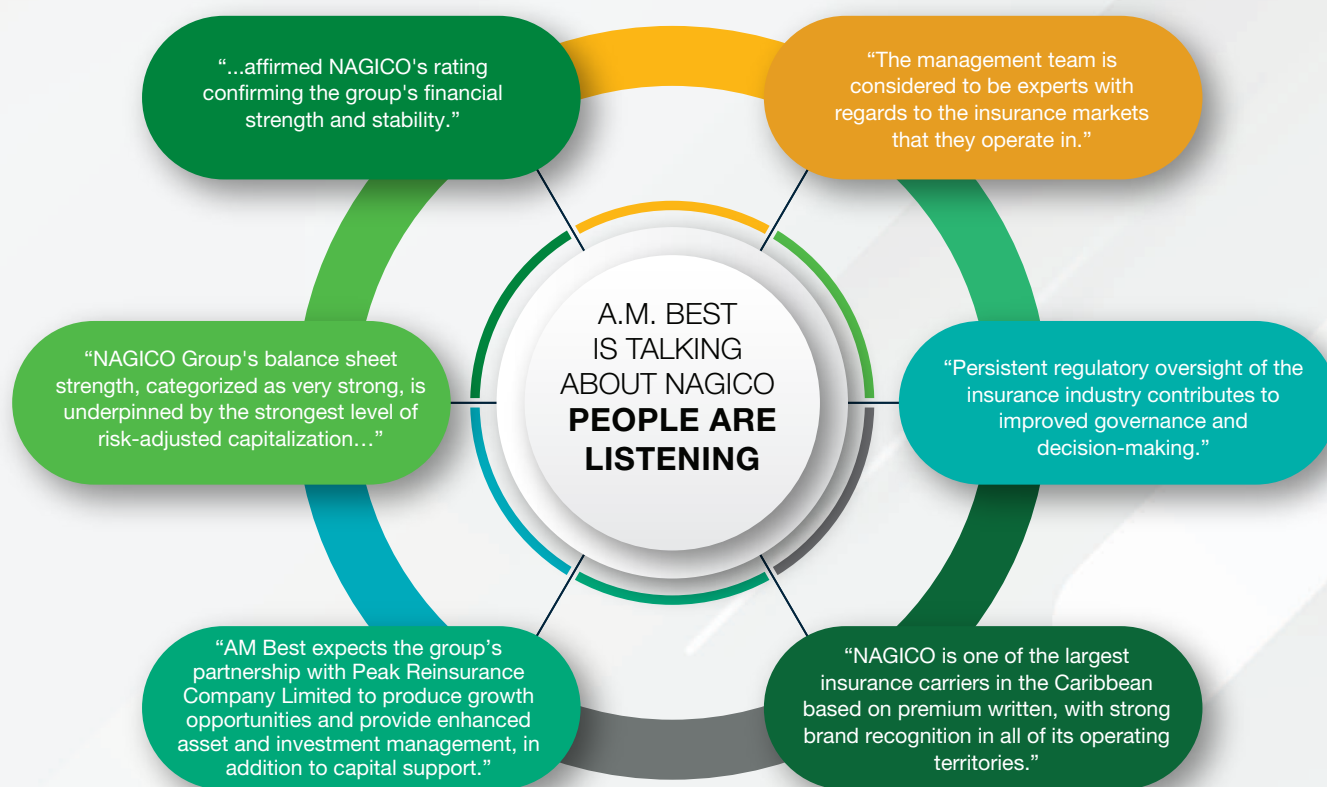 “...affirmed NAGICO's rating
confirming the group's financial
strength and stability.”
“The management team is
considered to be experts with
regards to the insurance markets
that they operate in.”
“NAGICO Group's balance sheet
strength, categorized as very strong, is
underpinned by the strongest level of
risk-adjusted capitalization…”
A.M. BEST
IS TALKING
ABOUT NAGICO
PEOPLE ARE
LISTENING
“Persistent regulatory oversight of the
insurance industry contributes to
improved governance and
decision-making.”
“AM Best expects the group’s
partnership with Peak Reinsurance
Company Limited to produce growth
opportunities and provide enhanced
asset and investment management, in
addition to capital support.”
“NAGICO is one of the largest
insurance carriers in the Caribbean
based on premium written, with strong
brand recognition in all of its operating
territories.”